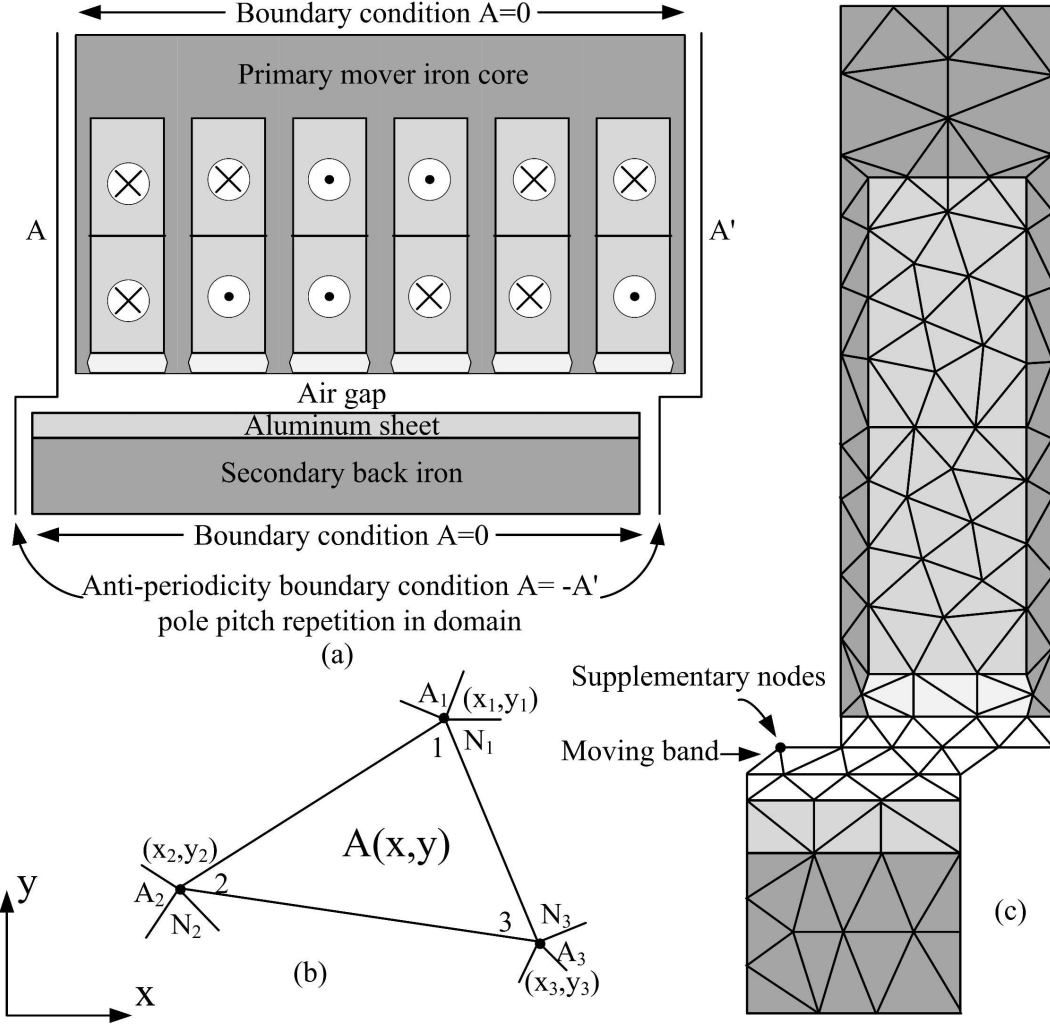 Boundary condition A=0
Primary mover iron core
A
A'
Air gap
Aluminum sheet
Secondary back iron
Boundary condition A=0
Anti-periodicity boundary condition A= -A'
pole pitch repetition in domain
(a)
A₁
(x₁,y₁)
1
N₁
(x₂,y₂)
A(x,y)
A₂
2
N₂
3
N₃
A₃
(x₃,y₃)
y
x
(b)
Supplementary nodes
Moving band
(c)